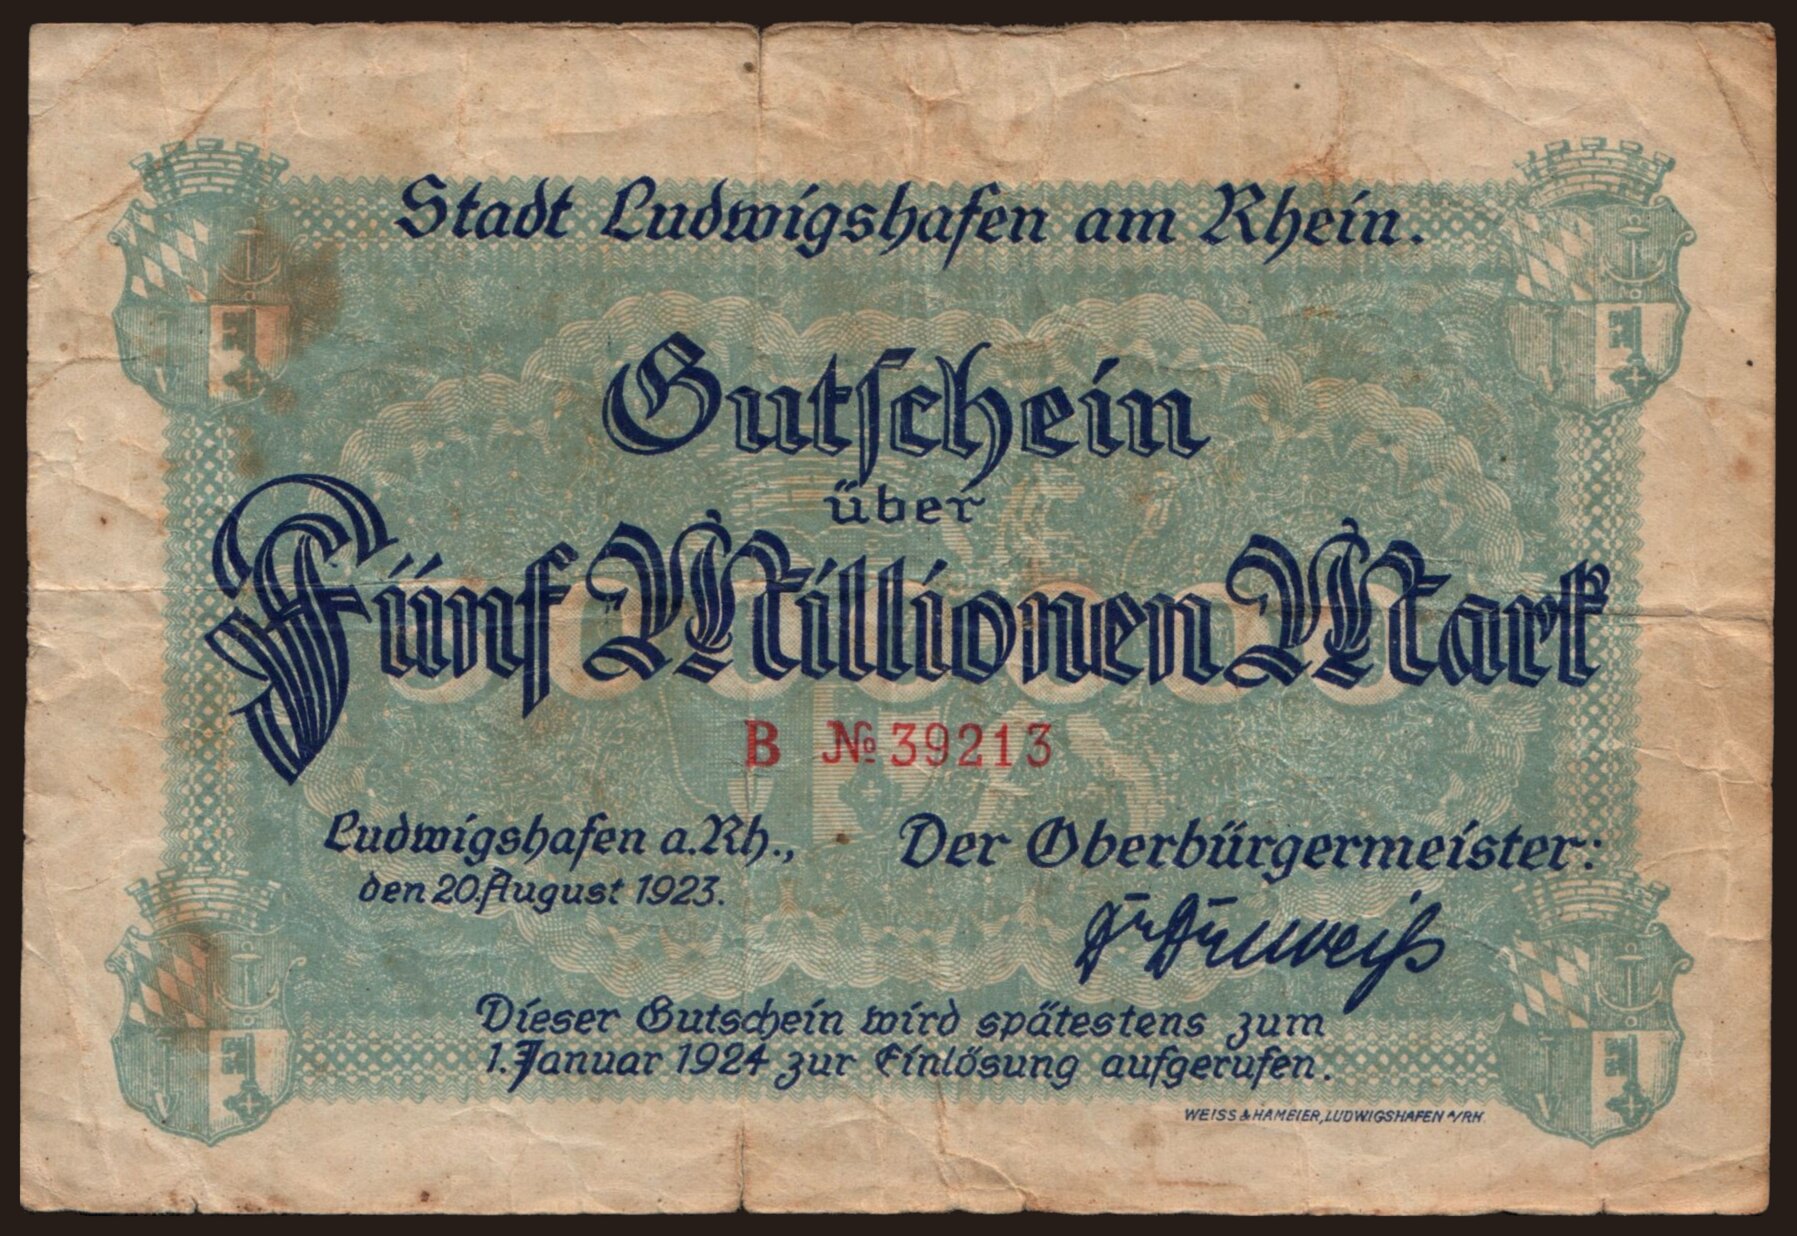 Stadt Ludwigshafen am Rhein.
Gutschein
über
Fünf Millionen Mark
5000000
B № 39213
Ludwigshafen a. Rh.,
den 20. August 1923.
Der Oberbürgermeister:
Dieser Gutschein wird spätestens zum
1. Januar 1924 zur Einlösung aufgerufen.
WEISS & HAMEIER, LUDWIGSHAFEN A/RH.